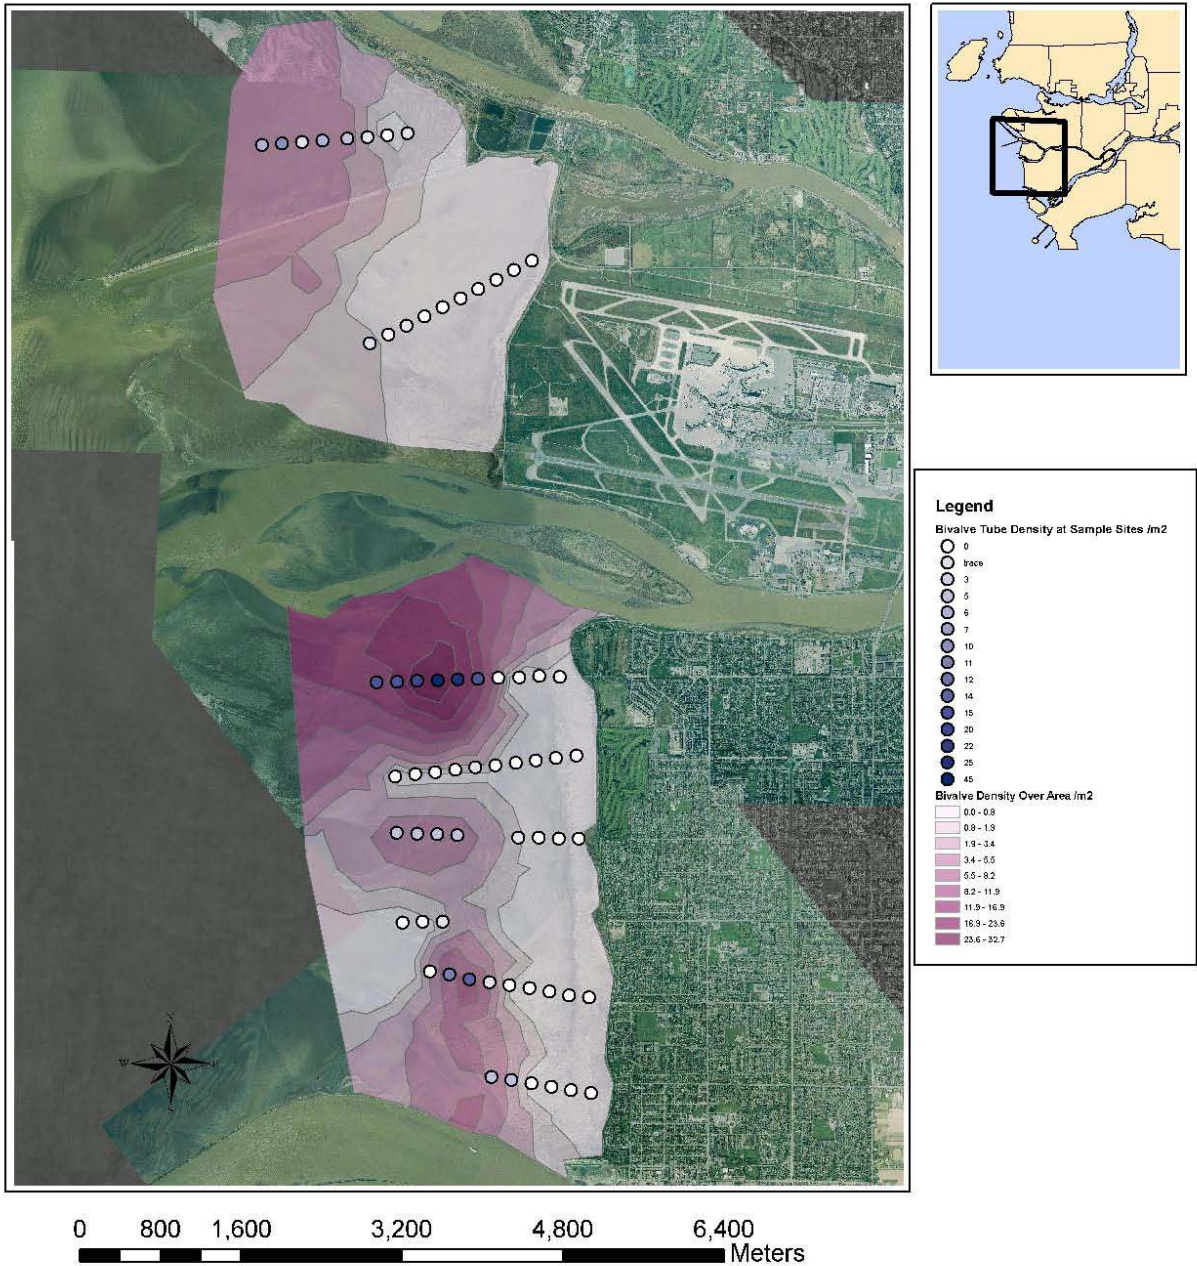 N
W
E
S
Legend
Bivalve Tube Density at Sample Sites /m2
0
trace
3
5
6
7
10
11
12
14
15
20
22
25
45
Bivalve Density Over Area /m2
0.0 - 0.8
0.8 - 1.9
1.9 - 3.4
3.4 - 5.5
5.5 - 8.2
8.2 - 11.9
11.9 - 16.9
16.9 - 23.6
23.6 - 32.7
0 800 1,600 3,200 4,800 6,400
Meters